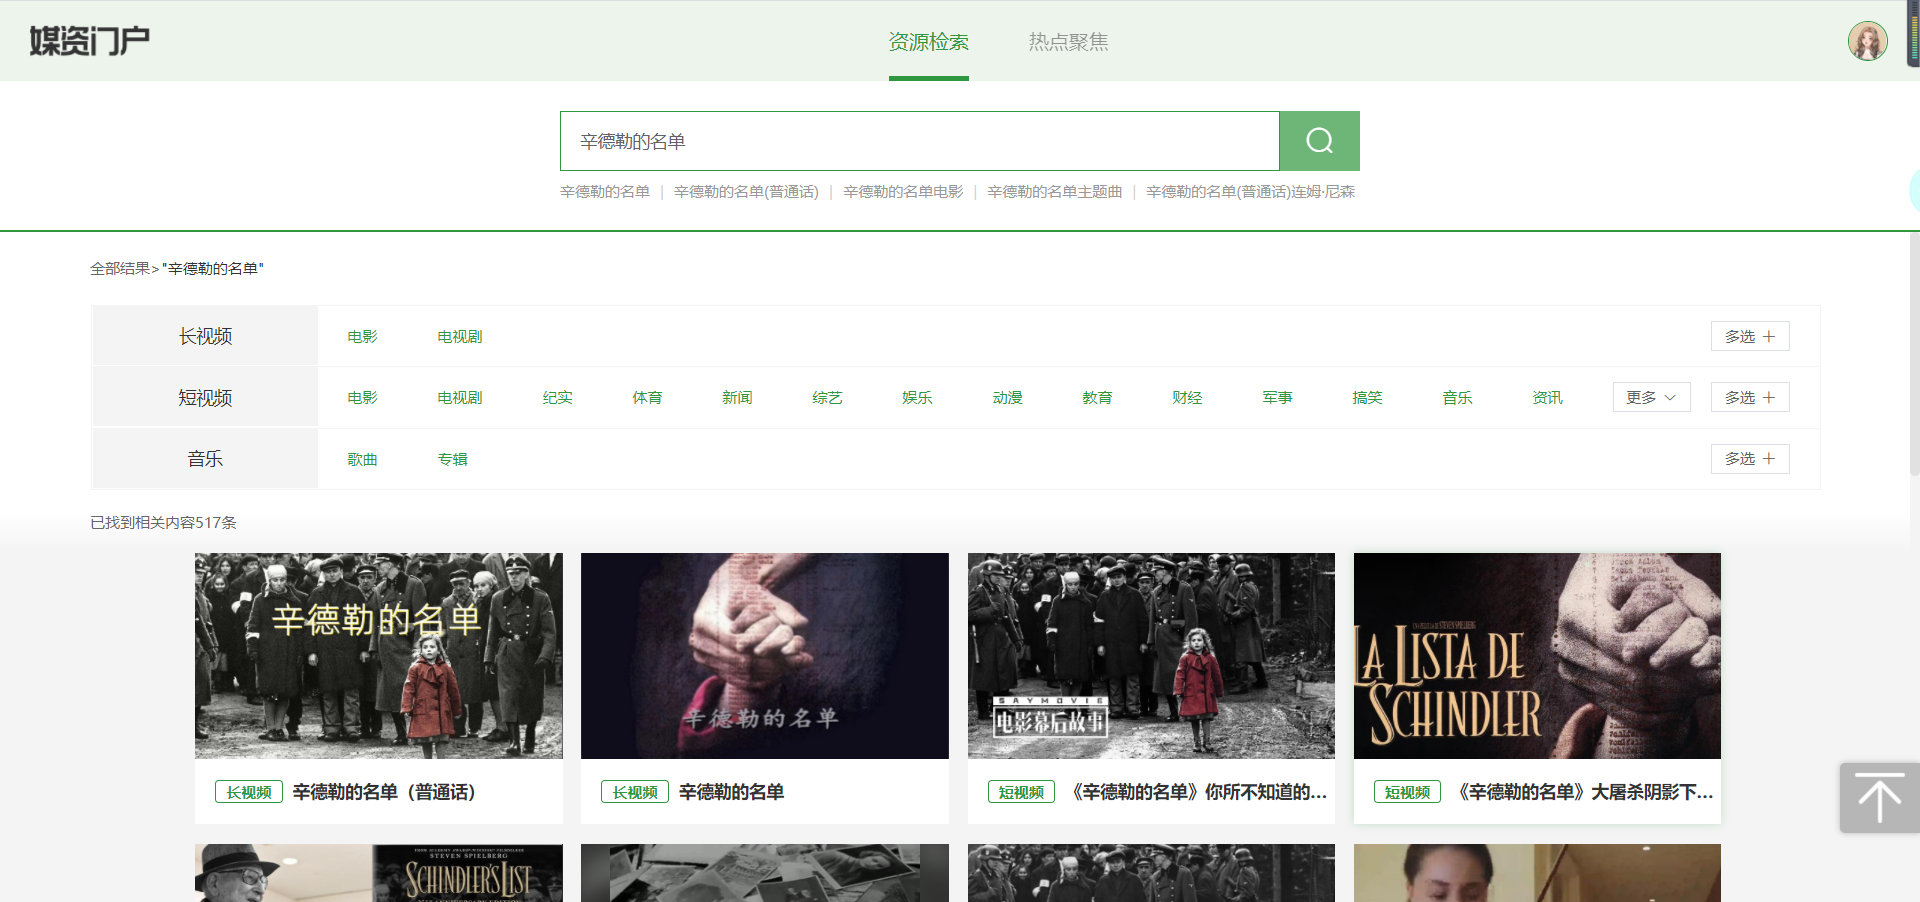 媒资门户
资源检索 热点聚焦
辛德勒的名单
辛德勒的名单 | 辛德勒的名单(普通话) | 辛德勒的名单电影 | 辛德勒的名单主题曲 | 辛德勒的名单(普通话)连姆·尼森
全部结果>"辛德勒的名单"
长视频 电影 电视剧 多选
短视频 电影 电视剧 纪实 体育 新闻 综艺 娱乐 动漫 教育 财经 军事 搞笑 音乐 资讯 更多 多选
音乐 歌曲 专辑 多选
已找到相关内容517条
辛德勒的名单
辛德勒的名单
SAYMOVIE
电影幕后故事
LA LISTA DE
SCHINDLER
长视频 辛德勒的名单（普通话）
长视频 辛德勒的名单
短视频 《辛德勒的名单》你所不知道的...
短视频 《辛德勒的名单》大屠杀阴影下...
STEVEN SPIELBERG
SCHINDLER'S LIST